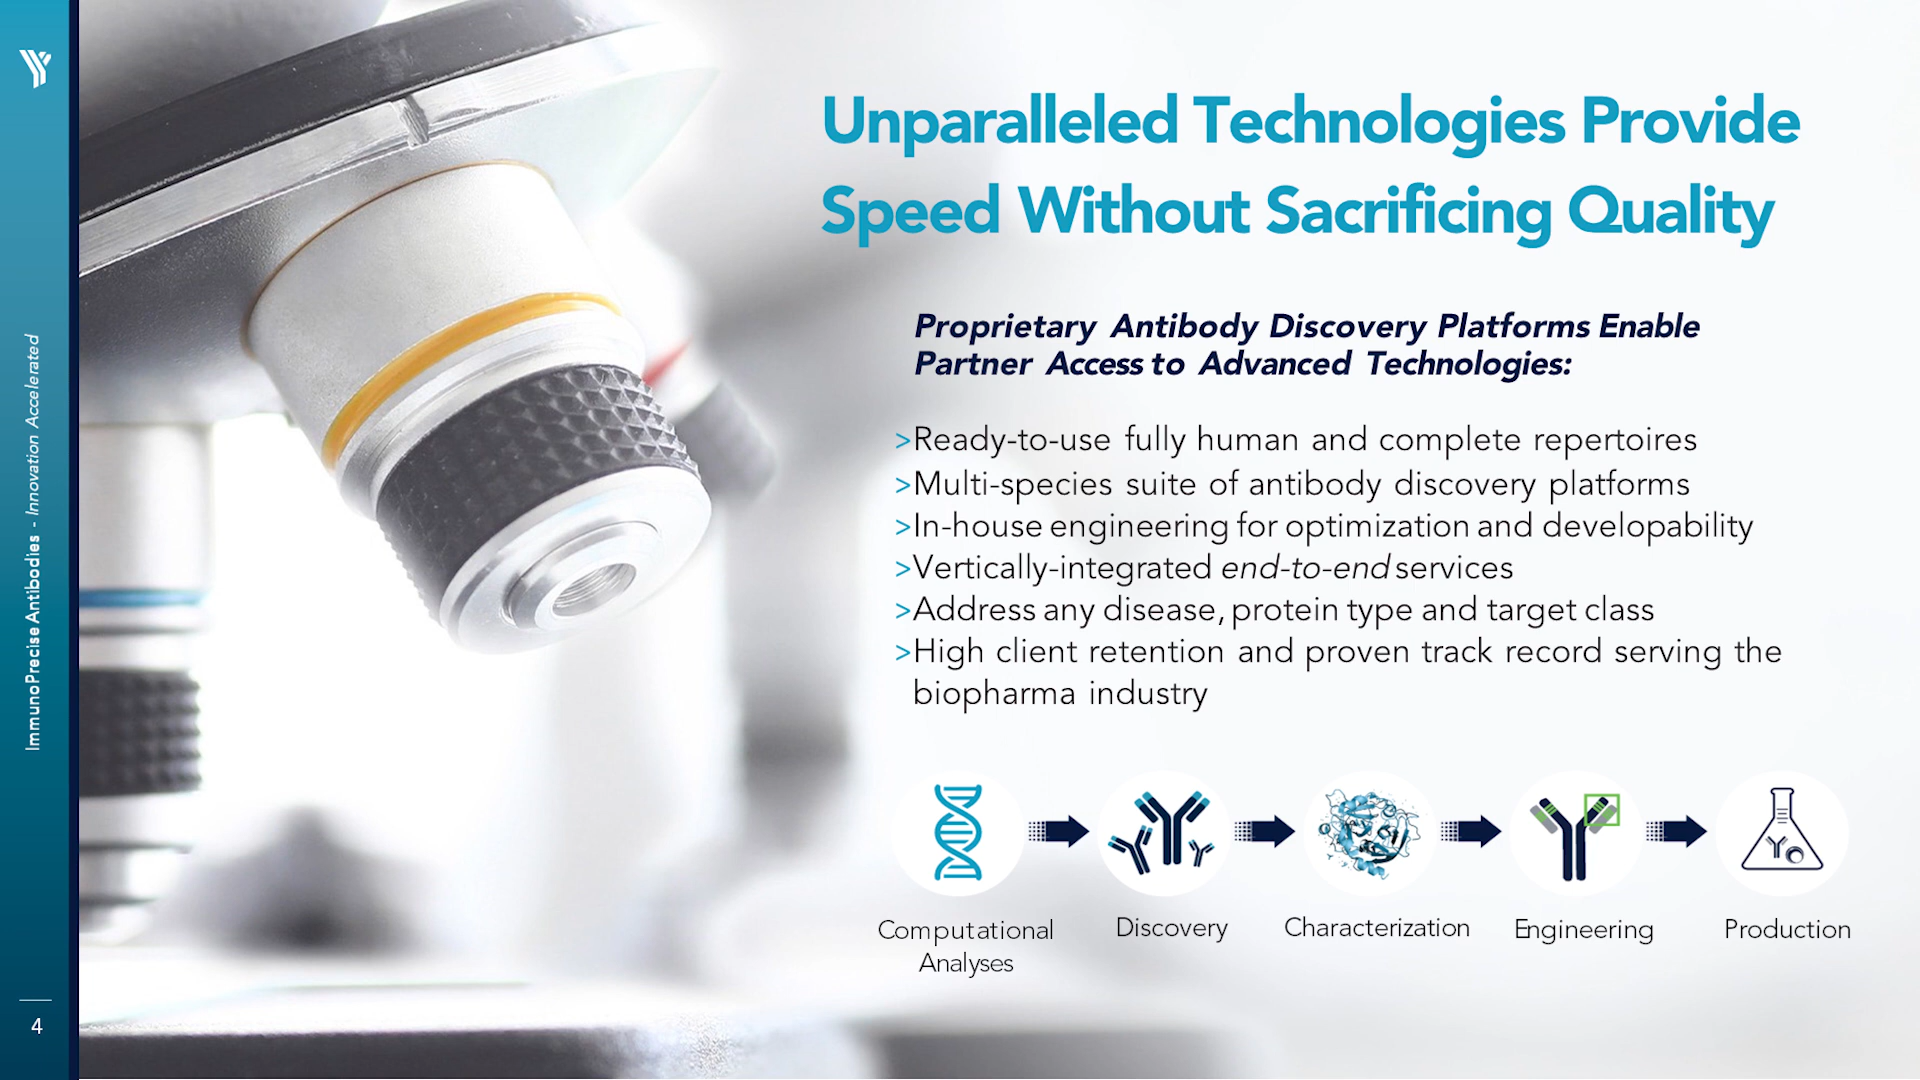 Unparalleled Technologies Provide
Speed Without Sacrificing Quality
Proprietary Antibody Discovery Platforms Enable
Partner Access to Advanced Technologies:
>Ready-to-use fully human and complete repertoires
>Multi-species suite of antibody discovery platforms
>In-house engineering for optimization and developability
>Vertically-integrated end-to-end services
>Address any disease, protein type and target class
>High client retention and proven track record serving the
biopharma industry
Computational
Analyses
Discovery
Characterization
Engineering
Production
ImmunoPrecise Antibodies - Innovation Accelerated
4